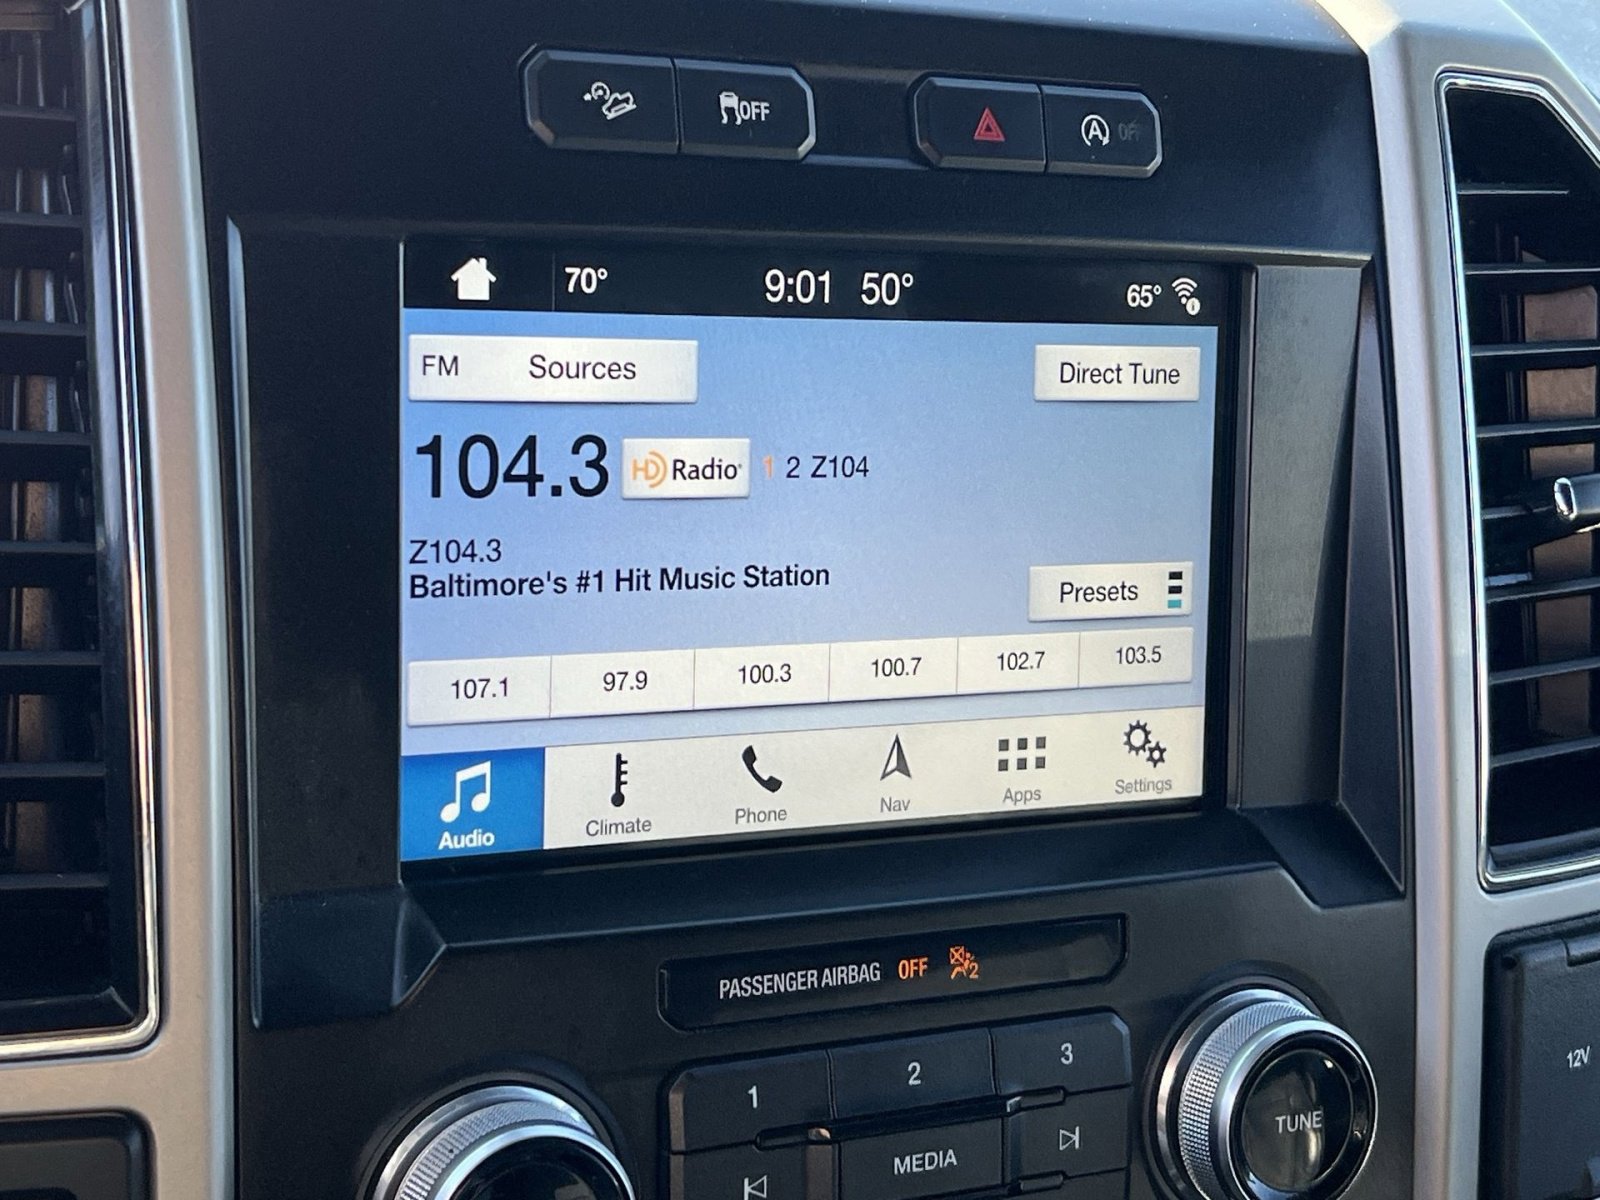 OFF
A OFF
70° 9:01 50° 65°
FM Sources Direct Tune
104.3 HD Radio 1 2 Z104
Z104.3
Baltimore's #1 Hit Music Station
Presets
107.1 97.9 100.3 100.7 102.7 103.5
Audio Climate Phone Nav Apps Settings
PASSENGER AIRBAG OFF 2
1 2 3
MEDIA
TUNE
12V